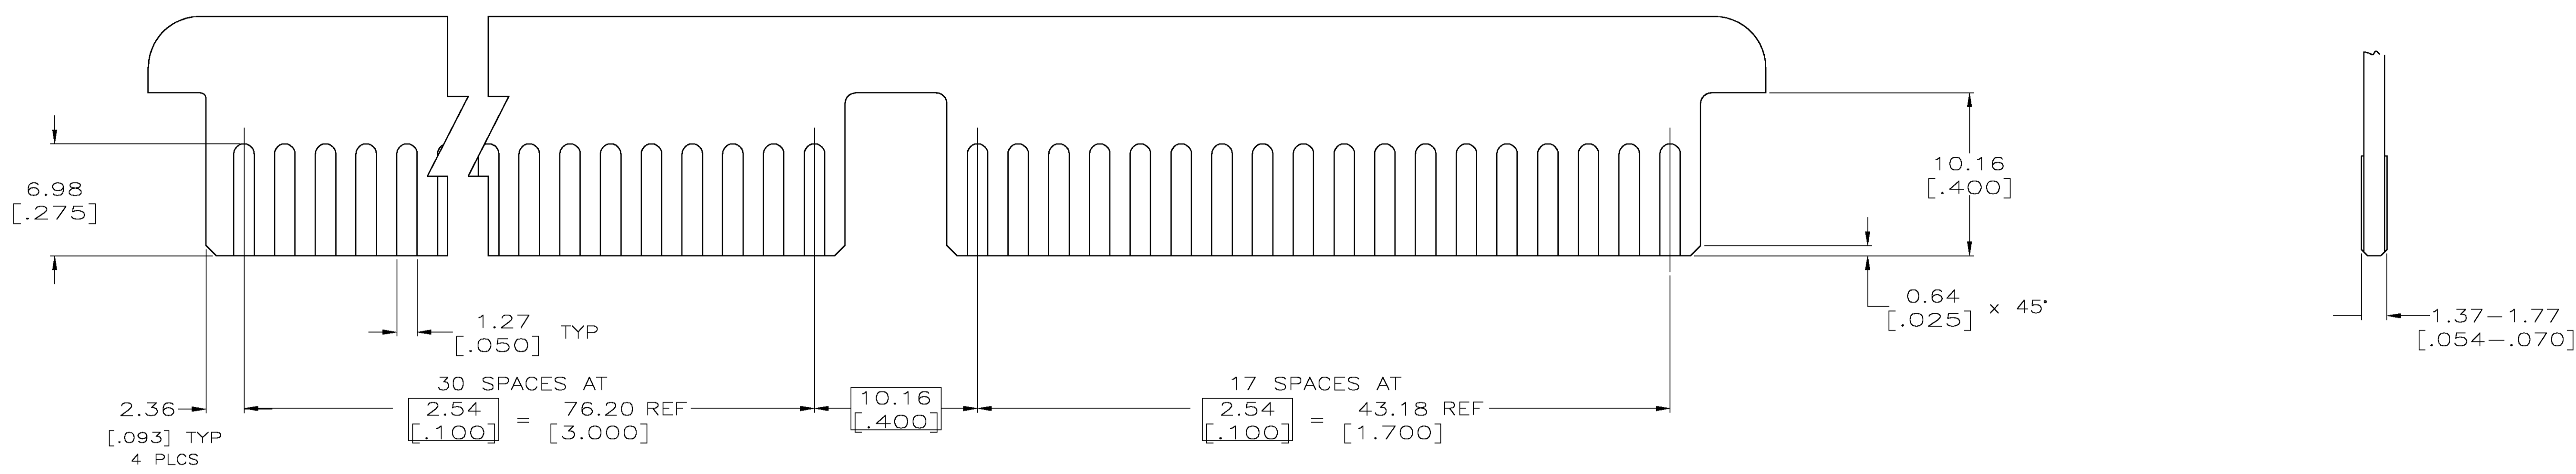 6.98
[.275]
10.16
[.400]
0.64
[.025] x 45°
1.27
[.050] TYP
1.37-1.77
[.054-.070]
30 SPACES AT
2.54
[.100] = 76.20 REF
[3.000]
10.16
[.400]
17 SPACES AT
2.54
[.100] = 43.18 REF
[1.700]
2.36
[.093] TYP
4 PLCS